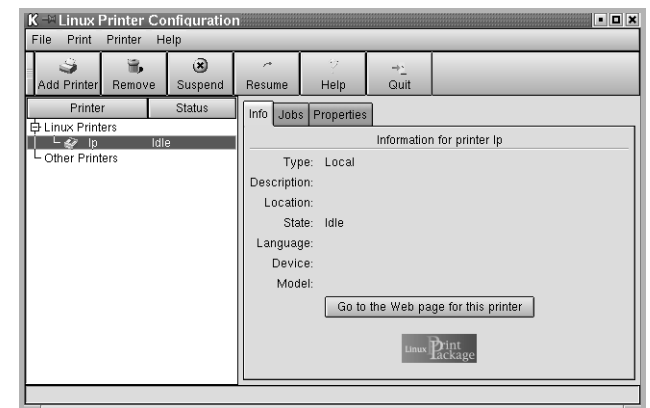 Linux Printer Configuration
File Print Printer Help
Add Printer Remove Suspend Resume Help Quit
Printer Status
Linux Printers
lp Idle
Other Printers
Info Jobs Properties
Information for printer lp
Type: Local
Description:
Location:
State: Idle
Language:
Device:
Model:
Go to the Web page for this printer
Linux Print Package